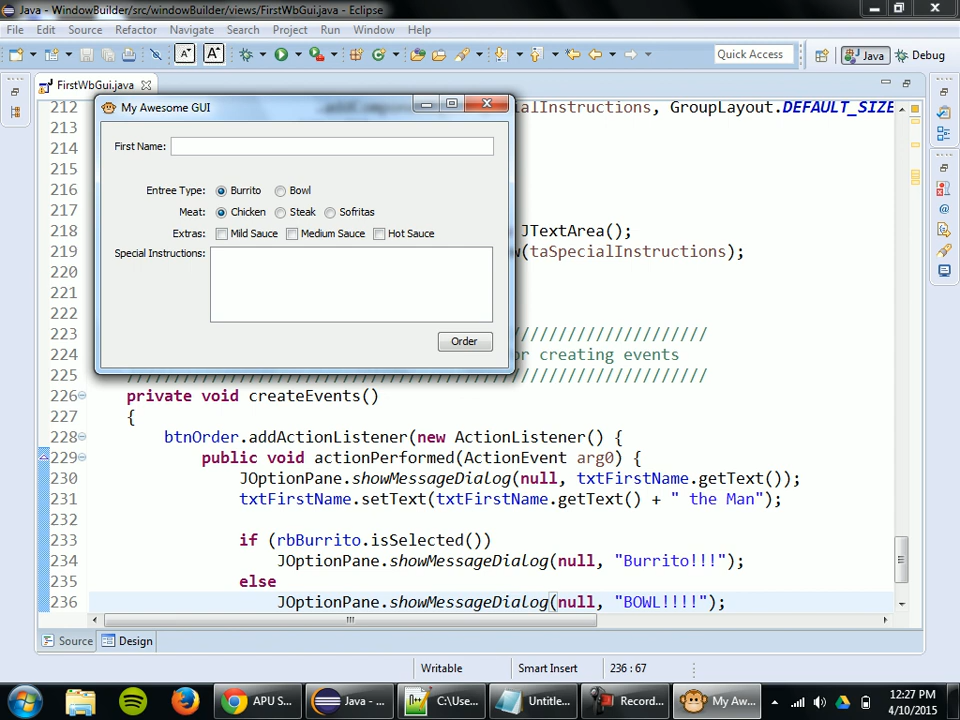 Java - WindowBuilder/src/windowBuilder/views/FirstWbGui.java - Eclipse
File Edit Source Refactor Navigate Search Project Run Window Help
Quick Access Java Debug
FirstWbGui.java
My Awesome GUI
First Name:
Entree Type: Burrito Bowl
Meat: Chicken Steak Sofritas
Extras: Mild Sauce Medium Sauce Hot Sauce
Special Instructions:
Order
212 ialInstructions, GroupLayout.DEFAULT_SIZE
213
214
215
216
217
218 JTextArea();
219 (taSpecialInstructions);
220
221
222
223 /////////////////////
224 or creating events
225 //////////////////////////////////////////////////////////////
226 private void createEvents()
227 {
228 btnOrder.addActionListener(new ActionListener() {
229 public void actionPerformed(ActionEvent arg0) {
230 JOptionPane.showMessageDialog(null, txtFirstName.getText());
231 txtFirstName.setText(txtFirstName.getText() + " the Man");
232
233 if (rbBurrito.isSelected())
234 JOptionPane.showMessageDialog(null, "Burrito!!!");
235 else
236 JOptionPane.showMessageDialog(null, "BOWL!!!!");
Source Design
Writable Smart Insert 236 : 67
APU S... Java - ... C:\Use... Untitle... Record... My Aw...
12:27 PM
4/10/2015